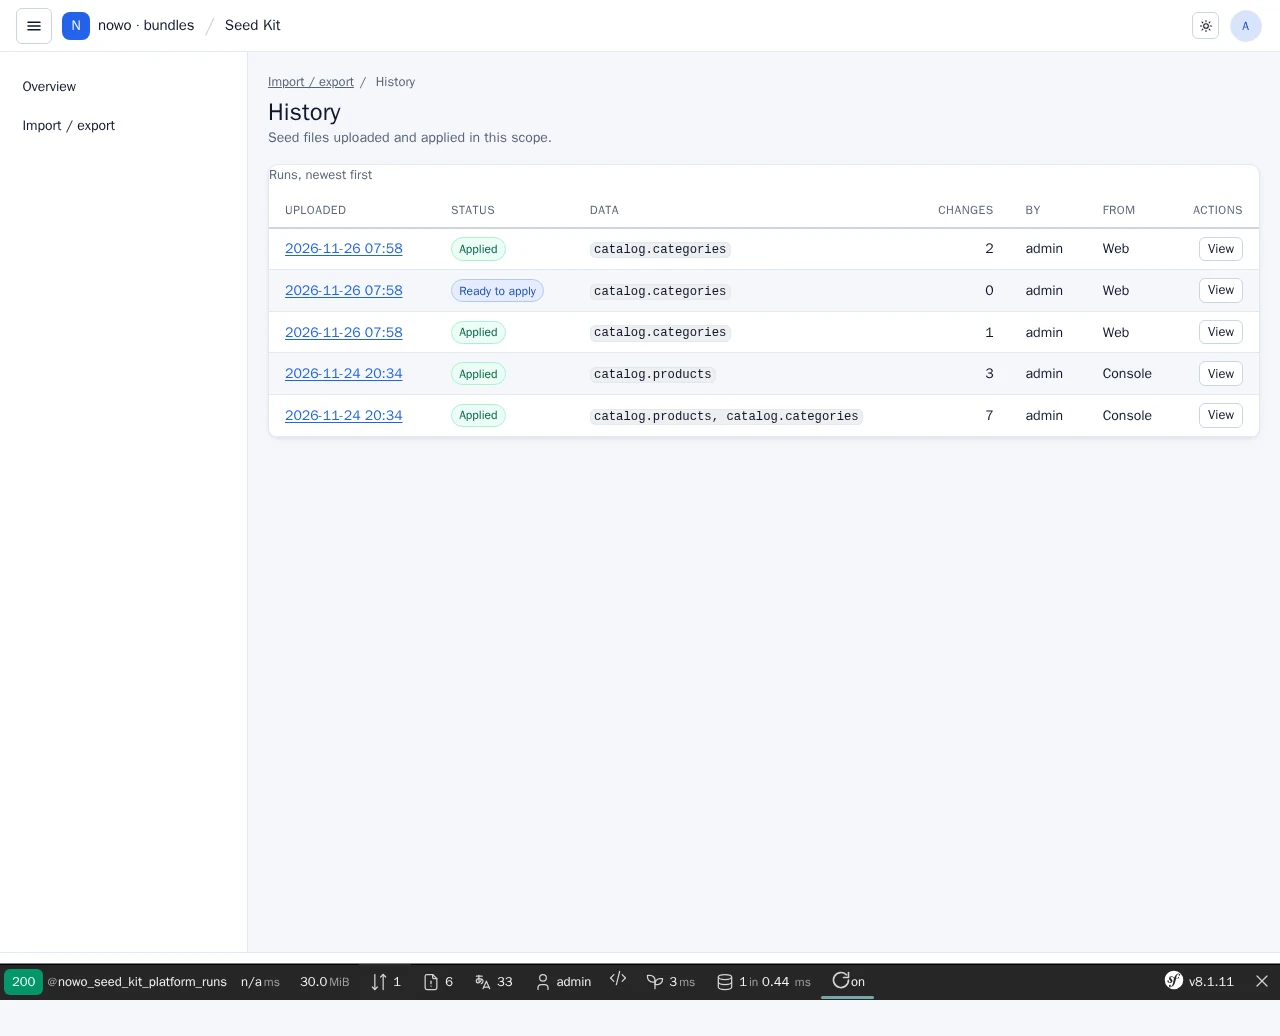 N nowo · bundles / Seed Kit A
Overview
Import / export
Import / export / History
History
Seed files uploaded and applied in this scope.
Runs, newest first
UPLOADED STATUS DATA CHANGES BY FROM ACTIONS
2026-11-26 07:58 Applied catalog.categories 2 admin Web View
2026-11-26 07:58 Ready to apply catalog.categories 0 admin Web View
2026-11-26 07:58 Applied catalog.categories 1 admin Web View
2026-11-24 20:34 Applied catalog.products 3 admin Console View
2026-11-24 20:34 Applied catalog.products, catalog.categories 7 admin Console View
200 @nowo_seed_kit_platform_runs n/a ms 30.0 MiB 1 6 33 admin </> 3 ms 1 in 0.44 ms on sf v8.1.11